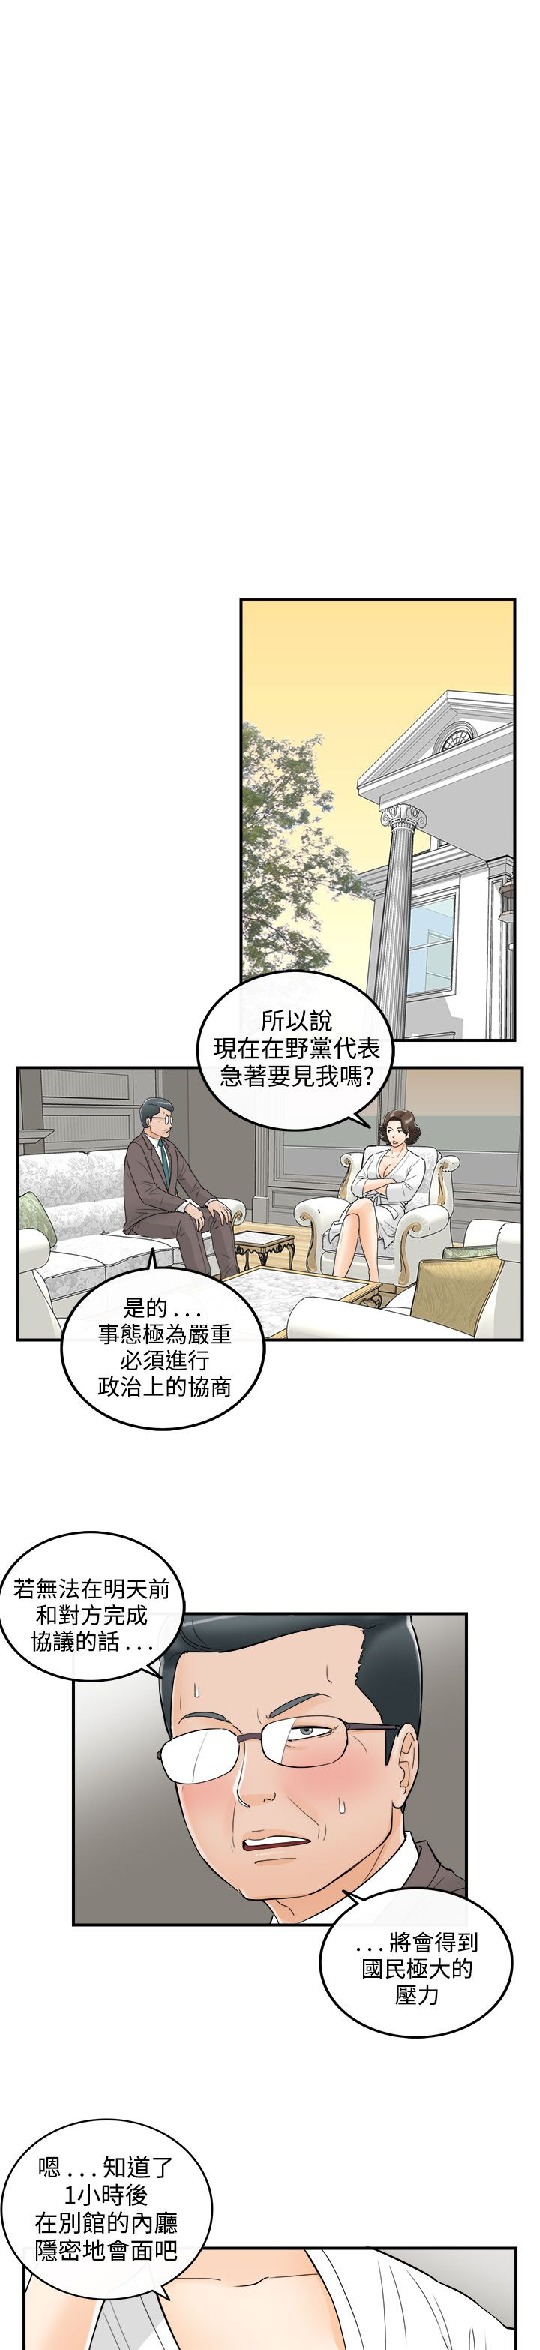 所以說
現在在野黨代表
急著要見我嗎?
是的...
事態極為嚴重
必須進行
政治上的協商
若無法在明天前
和對方完成
協議的話...
...將會得到
國民極大的
壓力
嗯...知道了
1小時後
在別館的內廳
隱密地會面吧